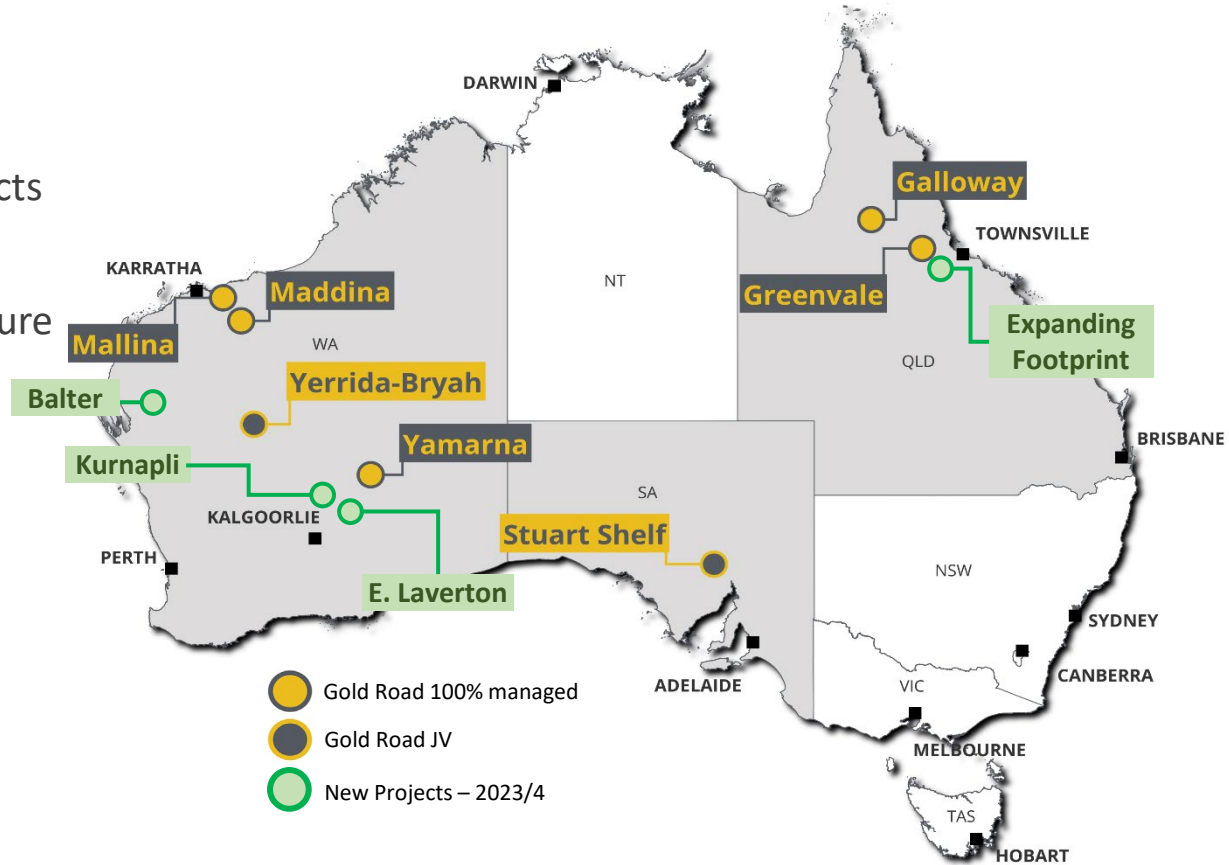 DARWIN
cts
Galloway
TOWNSVILLE
KARRATHA
Maddina
NT
Greenvale
ure
Mallina
WA
Expanding
Footprint
QLD
Yerrida-Bryah
Balter
Yamarna
BRISBANE
Kurnapli
SA
KALGOORLIE
Stuart Shelf
PERTH
NSW
E. Laverton
SYDNEY
CANBERRA
ADELAIDE
VIC
Gold Road 100% managed
Gold Road JV
MELBOURNE
New Projects – 2023/4
TAS
HOBART